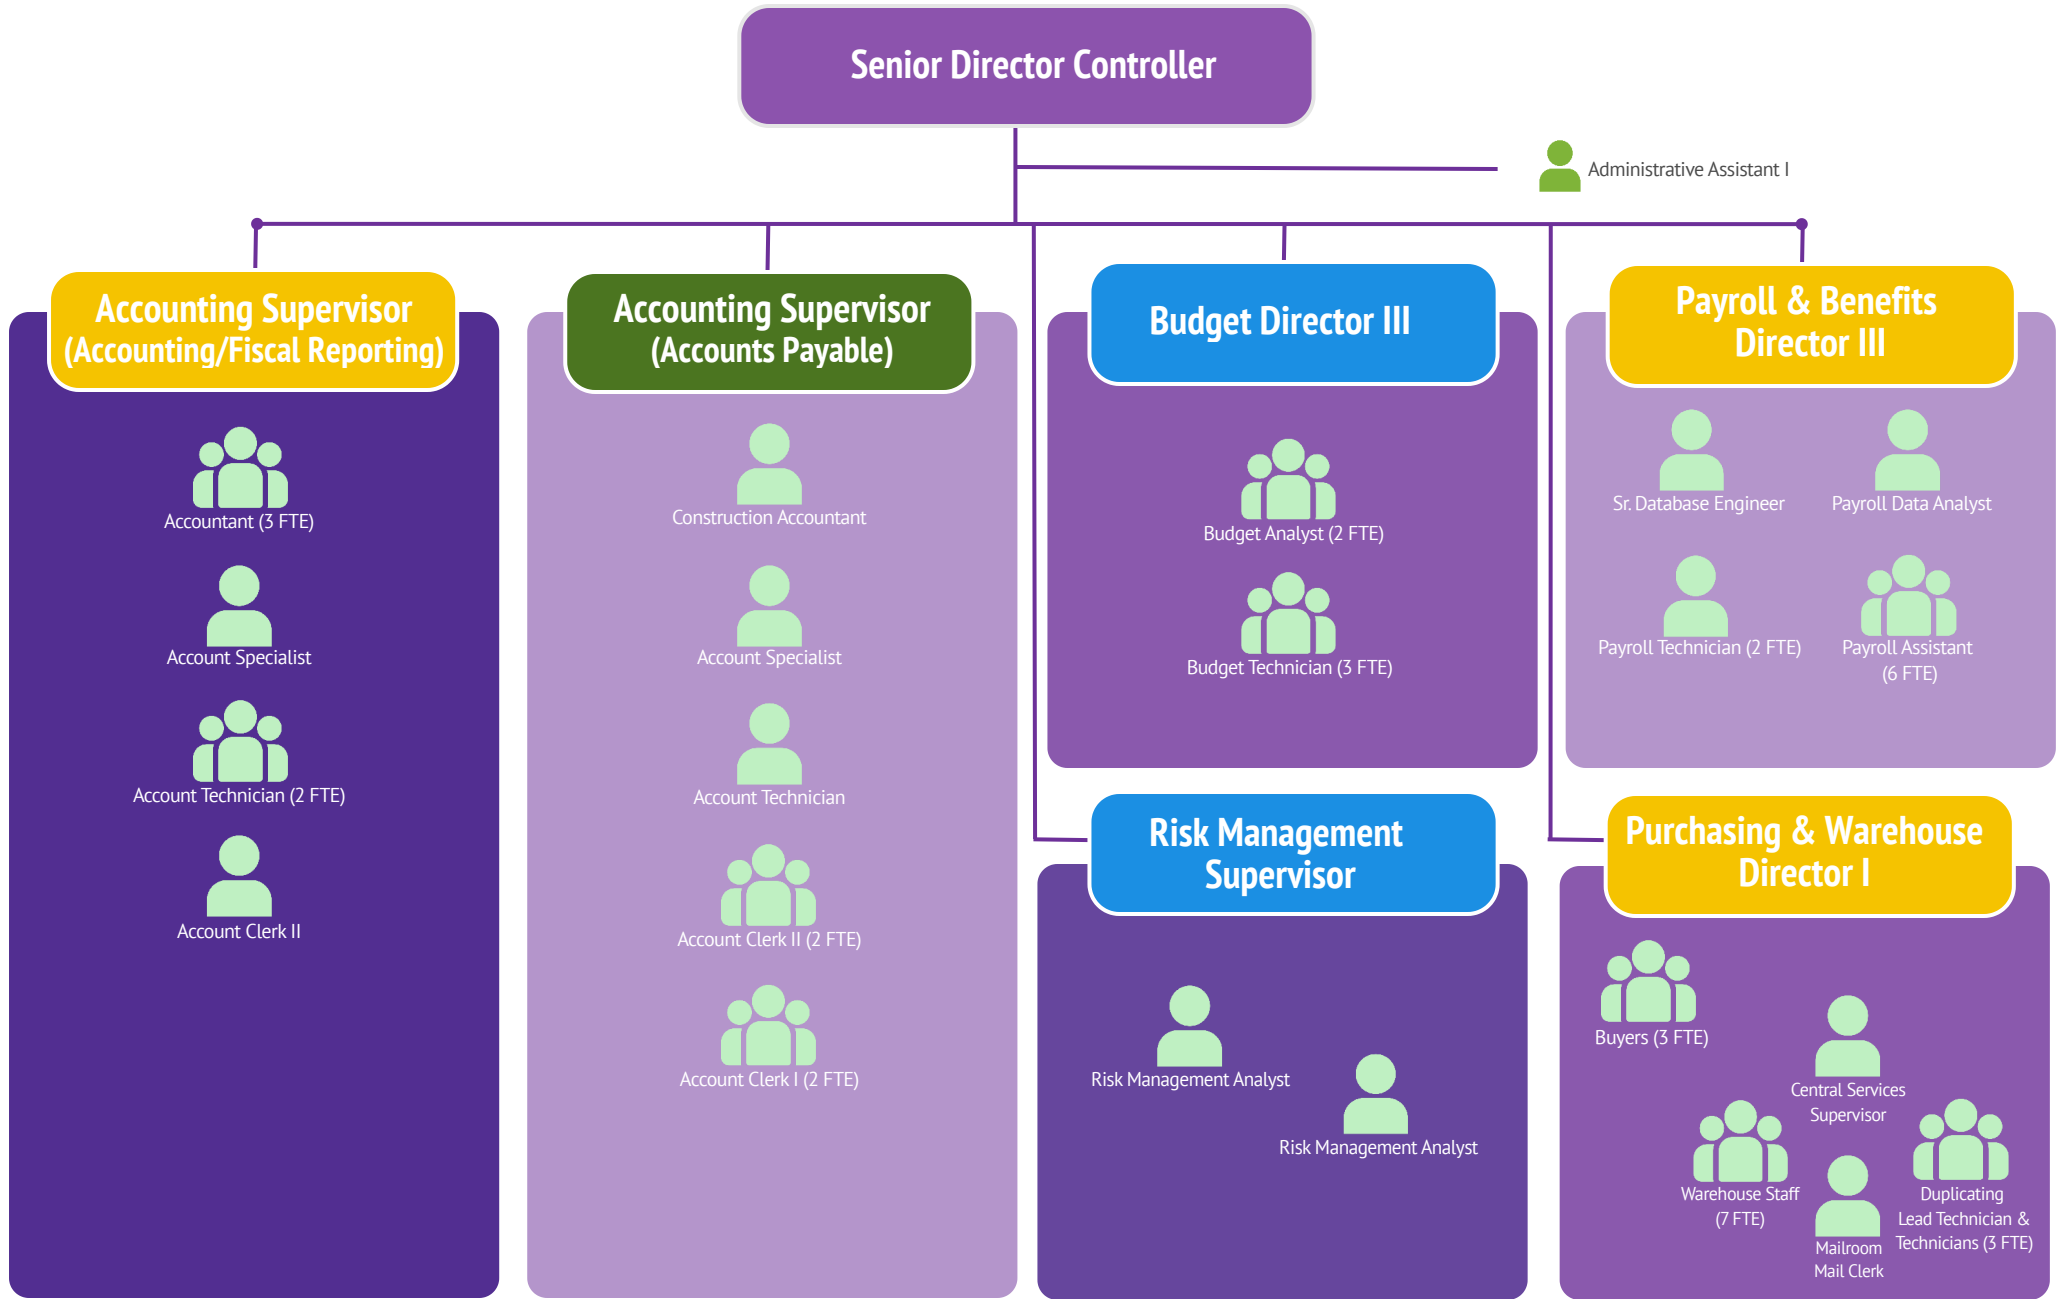 Senior Director Controller
Administrative Assistant I
Accounting Supervisor
(Accounting/Fiscal Reporting)
Accountant (3 FTE)
Account Specialist
Account Technician (2 FTE)
Account Clerk II
Accounting Supervisor
(Accounts Payable)
Construction Accountant
Account Specialist
Account Technician
Account Clerk II (2 FTE)
Account Clerk I (2 FTE)
Budget Director III
Budget Analyst (2 FTE)
Budget Technician (3 FTE)
Payroll & Benefits
Director III
Sr. Database Engineer
Payroll Data Analyst
Payroll Technician (2 FTE)
Payroll Assistant
(6 FTE)
Risk Management
Supervisor
Risk Management Analyst
Risk Management Analyst
Purchasing & Warehouse
Director I
Buyers (3 FTE)
Central Services
Supervisor
Warehouse Staff
(7 FTE)
Mailroom
Mail Clerk
Duplicating
Lead Technician &
Technicians (3 FTE)